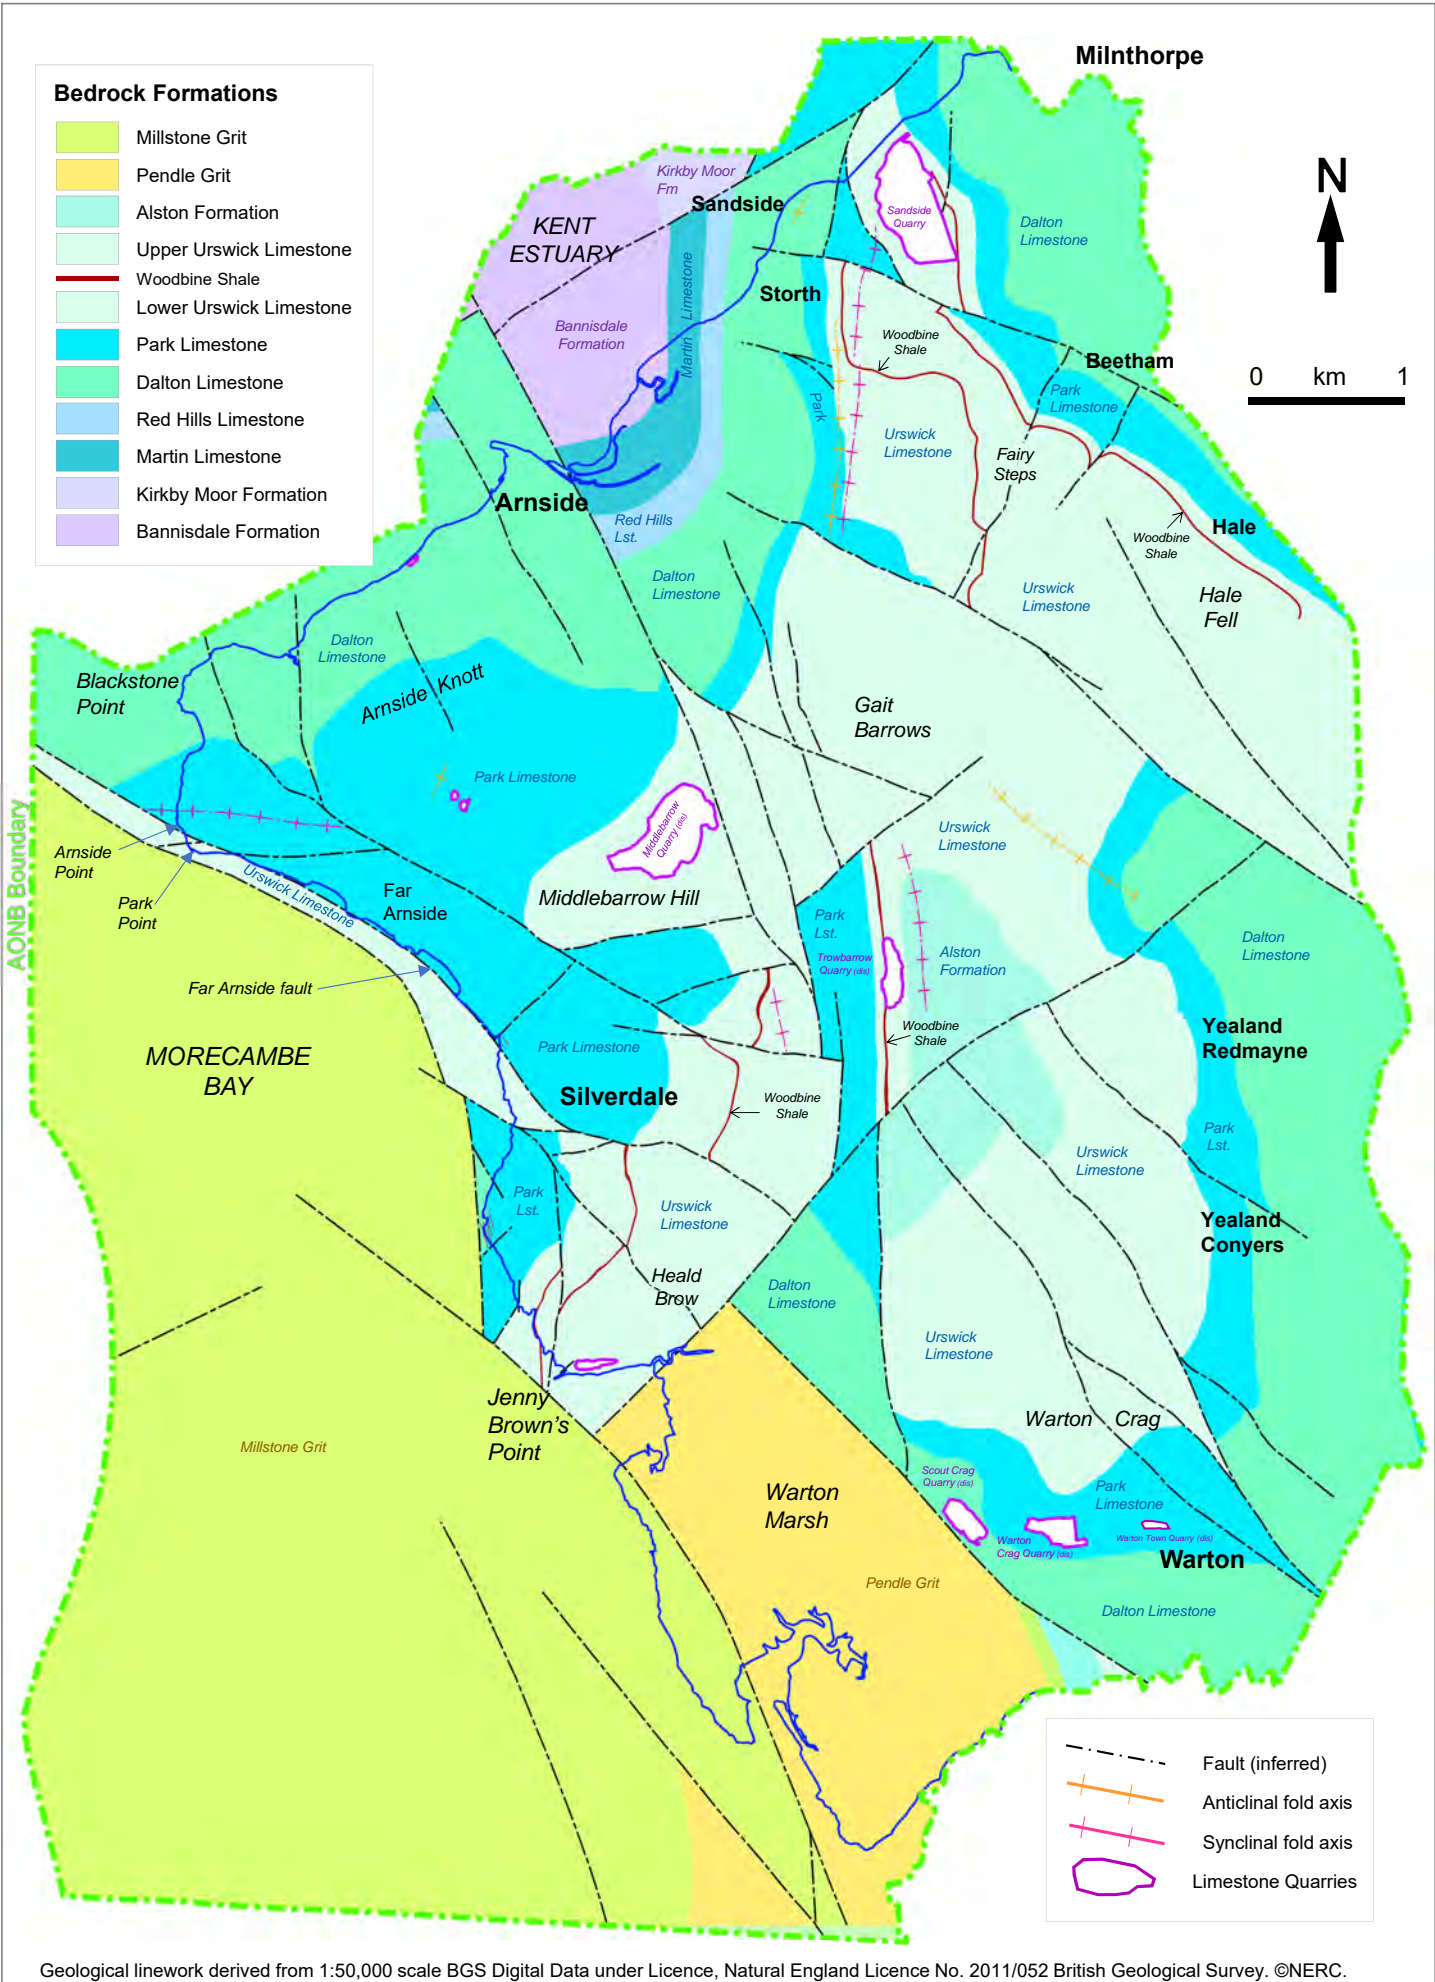 Milnthorpe
Bedrock Formations
Millstone Grit
Pendle Grit
Alston Formation
Upper Urswick Limestone
Woodbine Shale
Lower Urswick Limestone
Park Limestone
Dalton Limestone
Red Hills Limestone
Martin Limestone
Kirkby Moor Formation
Bannisdale Formation
N
0 km 1
Kirkby Moor
Fm
Sandside
KENT
ESTUARY
Sandside
Quarry
Dalton
Limestone
Martin Limestone
Storth
Bannisdale
Formation
Woodbine
Shale
Beetham
Park
Park
Limestone
Urswick
Limestone
Fairy
Steps
Arnside
Red Hills
Lst.
Woodbine
Shale
Hale
Dalton
Limestone
Urswick
Limestone
Hale
Fell
Dalton
Limestone
Blackstone
Point
Arnside Knott
Gait
Barrows
Park Limestone
AONB Boundary
Middlebarrow
Quarry (dis)
Urswick
Limestone
Arnside
Point
Park
Point
Urswick Limestone
Far
Arnside
Middlebarrow Hill
Park
Lst.
Trowbarrow
Quarry (dis)
Alston
Formation
Dalton
Limestone
Far Arnside fault
Woodbine
Shale
Yealand
Redmayne
MORECAMBE
BAY
Park Limestone
Silverdale
Woodbine
Shale
Park
Lst.
Urswick
Limestone
Park
Lst.
Urswick
Limestone
Yealand
Conyers
Heald
Brow
Dalton
Limestone
Urswick
Limestone
Jenny
Brown's
Point
Warton Crag
Millstone Grit
Scout Crag
Quarry (dis)
Warton
Marsh
Park
Limestone
Warton
Crag Quarry (dis)
Warton Town Quarry (dis)
Warton
Pendle Grit
Dalton Limestone
Fault (inferred)
Anticlinal fold axis
Synclinal fold axis
Limestone Quarries
Geological linework derived from 1:50,000 scale BGS Digital Data under Licence, Natural England Licence No. 2011/052 British Geological Survey. ©NERC.